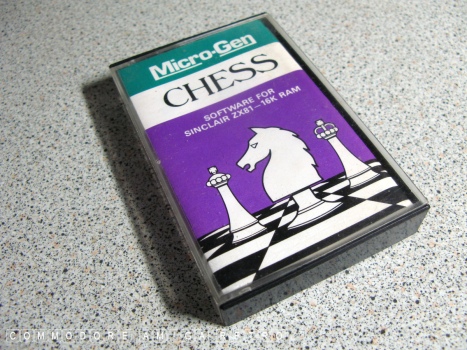 Micro-Gen
CHESS
SOFTWARE FOR
SINCLAIR ZX81-16K RAM